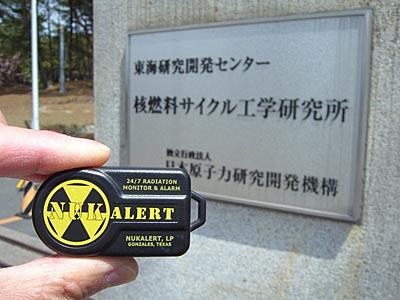 東海研究開発センター
核燃料サイクル工学研究所
独立行政法人
日本原子力研究開発機構
24/7 RADIATION
MONITOR & ALARM
NUKALERT
NUKALERT, LP
GONZALES, TEXAS